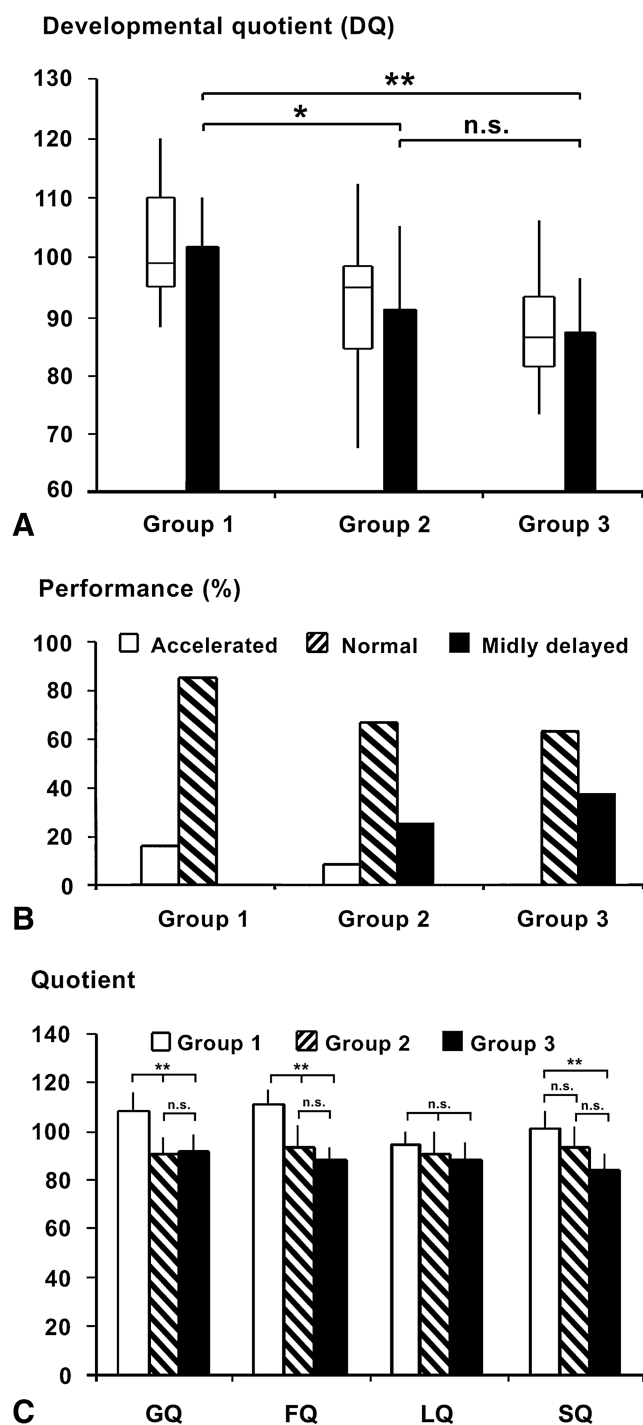 Developmental quotient (DQ)
130
**
120
*
n.s.
110
100
90
80
70
60
A
Group 1 Group 2 Group 3
Performance (%)
100
Accelerated Normal Midly delayed
80
60
40
20
0
B
Group 1 Group 2 Group 3
Quotient
140
Group 1 Group 2 Group 3
120
** ** n.s. **
n.s. n.s. n.s. n.s.
100
80
60
40
20
0
C
GQ FQ LQ SQ